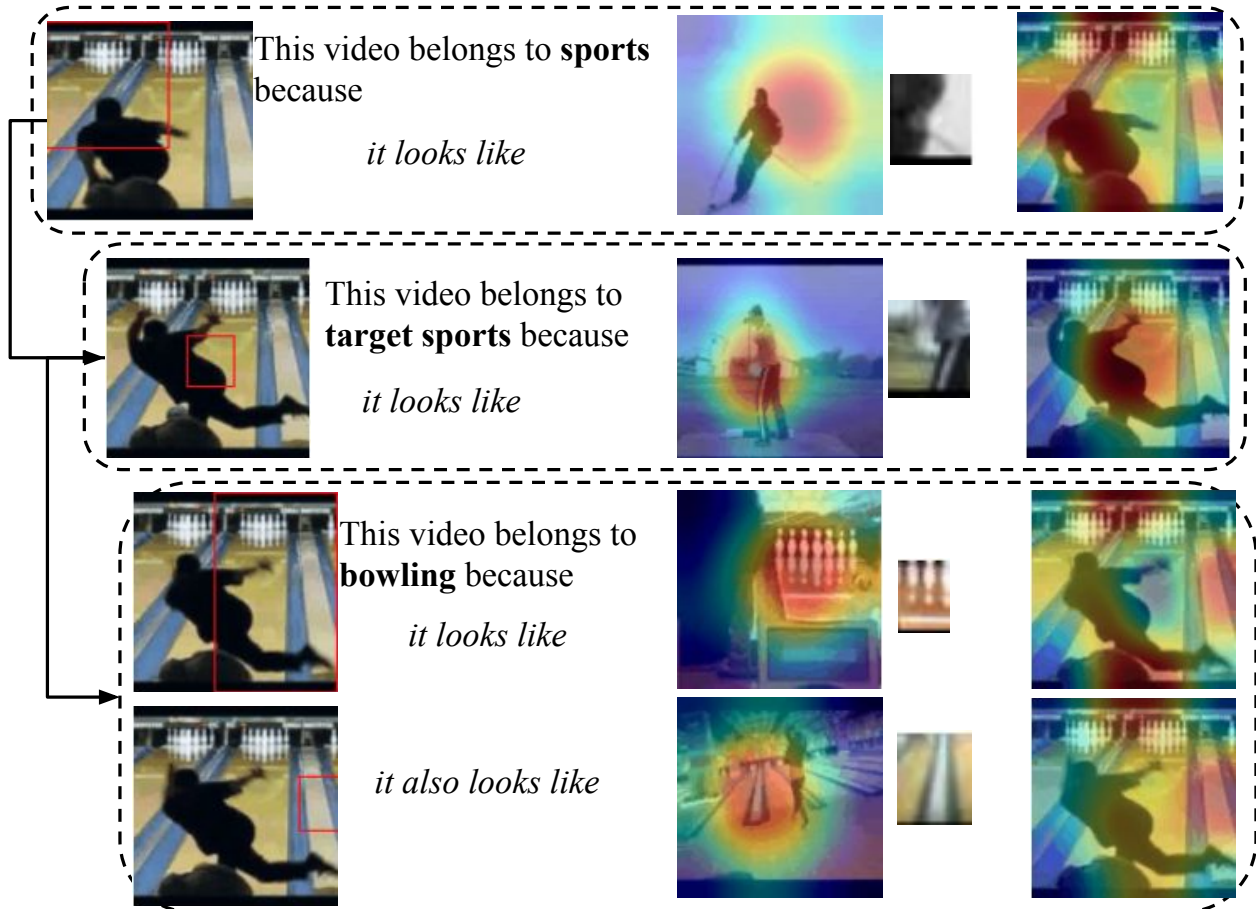 This video belongs to sports
because
it looks like
This video belongs to
target sports because
it looks like
This video belongs to
bowling because
it looks like
it also looks like